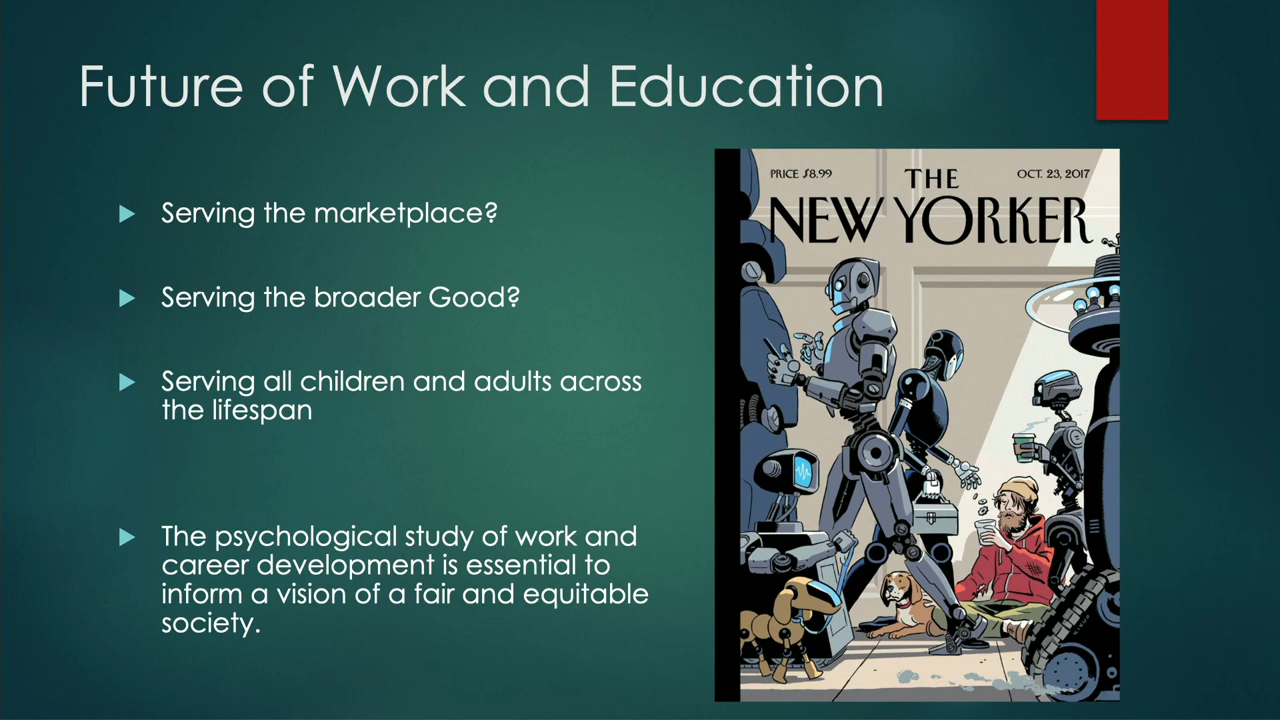 Future of Work and Education
Serving the marketplace?
Serving the broader Good?
Serving all children and adults across
the lifespan
The psychological study of work and
career development is essential to
inform a vision of a fair and equitable
society.
PRICE $8.99
THE
OCT. 23, 2017
NEW YORKER